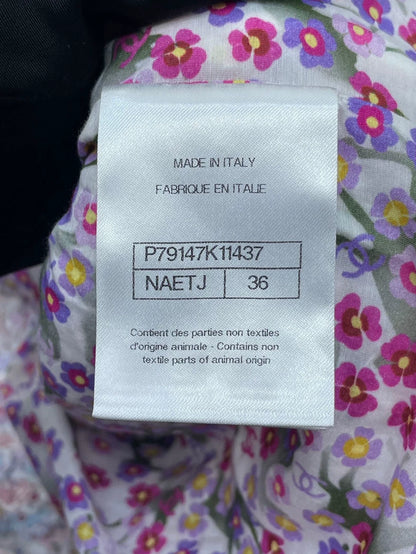 MADE IN ITALY
FABRIQUE EN ITALIE
P79147K11437
NAETJ 36
Contient des parties non textiles
d'origine animale - Contains non
textile parts of animal origin